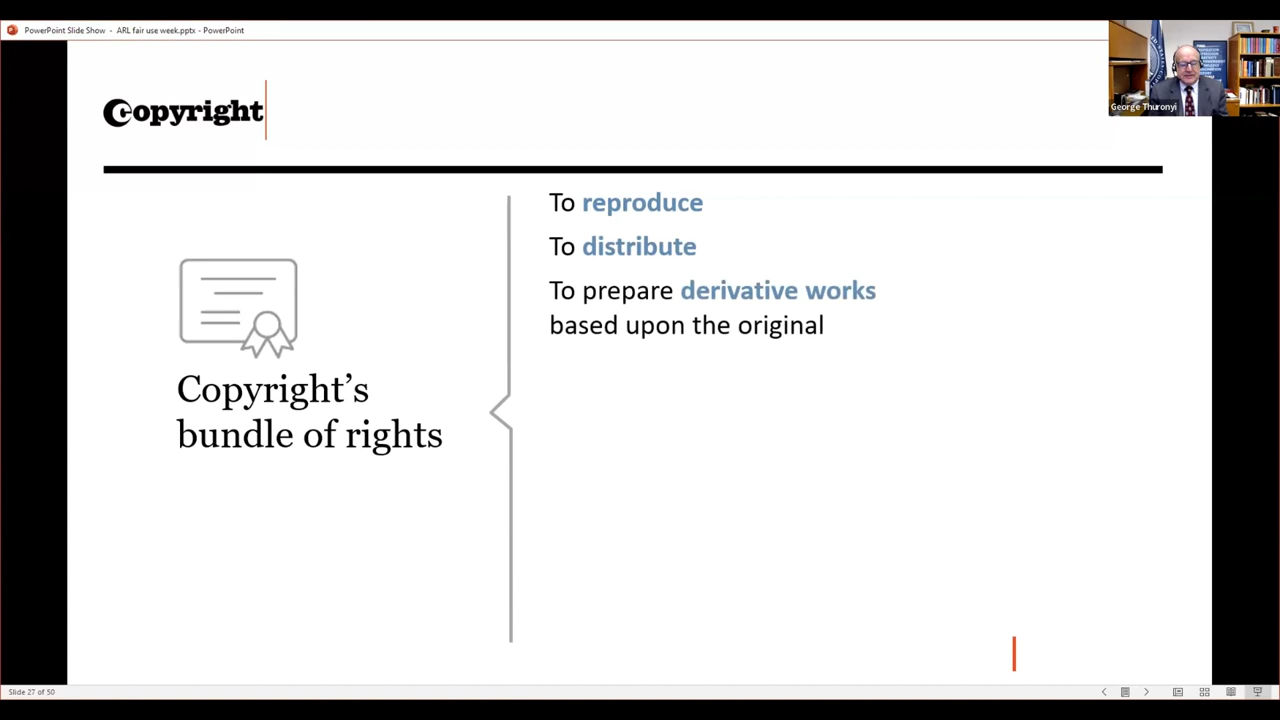 PowerPoint Slide Show - ARL fair use week.pptx - PowerPoint
George Thuronyi
Copyright
To reproduce
To distribute
To prepare derivative works
based upon the original
Copyright's
bundle of rights
Slide 27 of 50